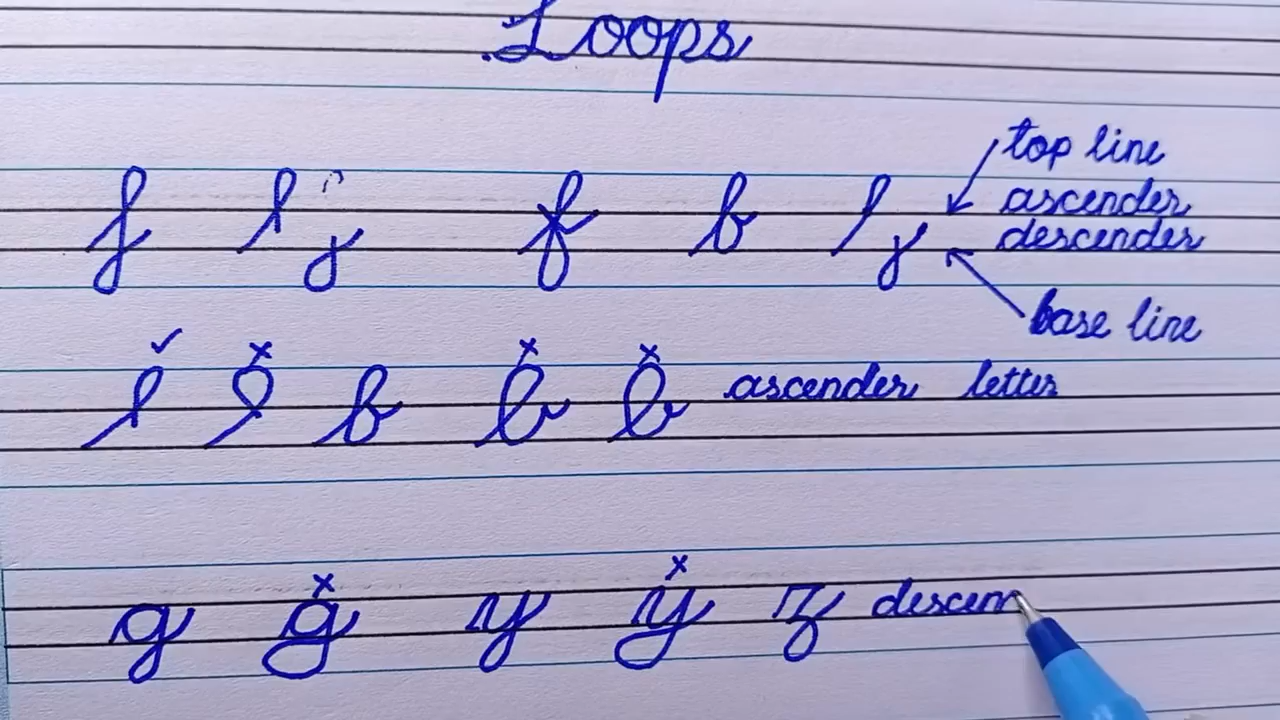 Loops
f l f b l top line
ascender
descender
base line
l l b b b ascender letter
g g y y z descen